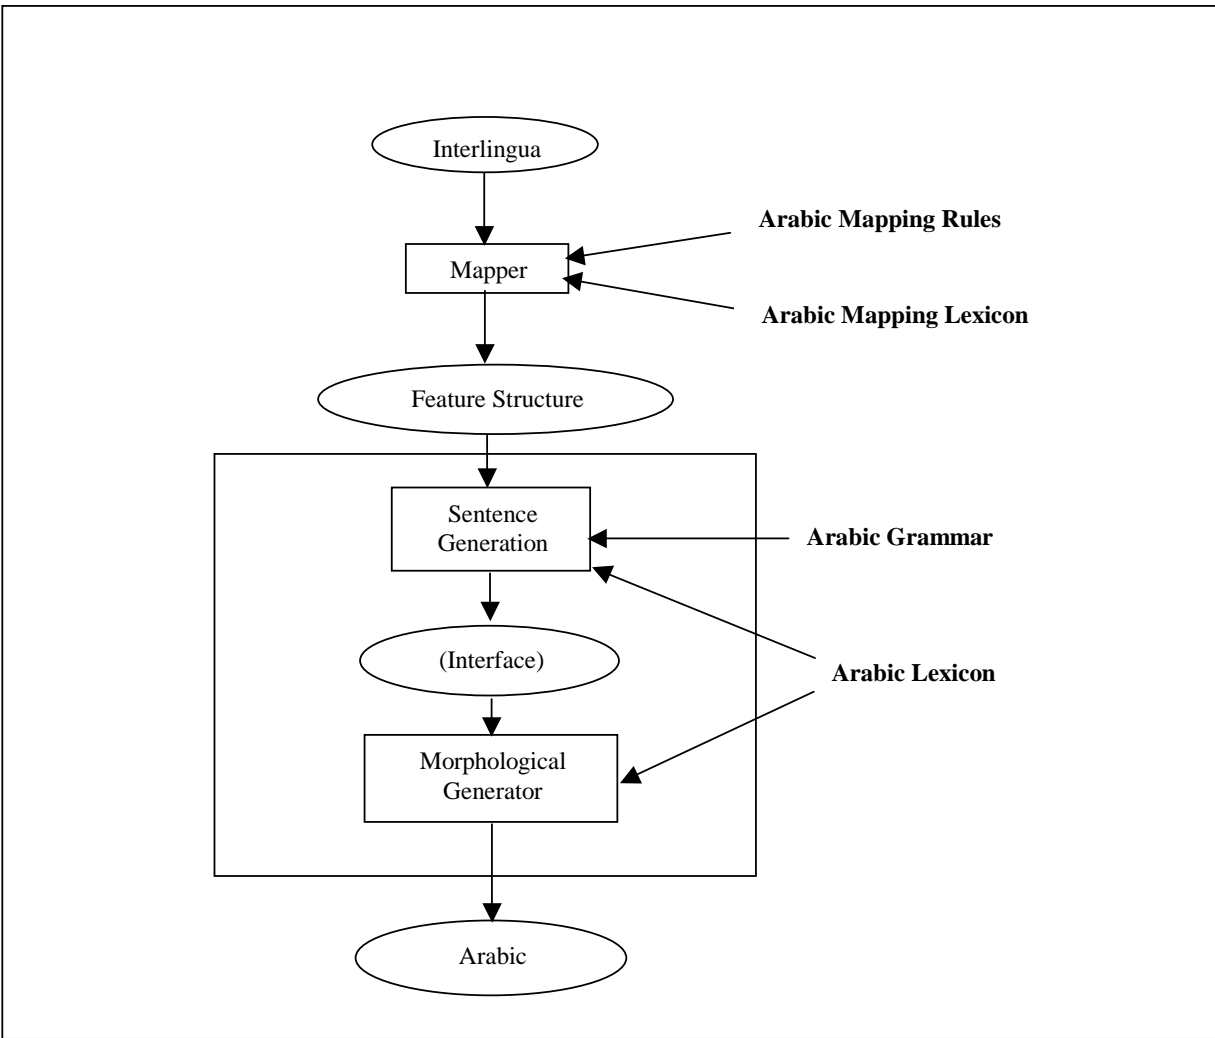 Interlingua
Arabic Mapping Rules
Mapper
Arabic Mapping Lexicon
Feature Structure
Sentence
Generation
Arabic Grammar
(Interface)
Arabic Lexicon
Morphological
Generator
Arabic